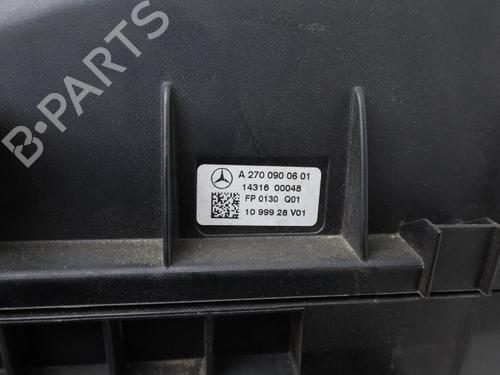 B-PARTS
A 270 090 06 01
14316 00048
FP 0130 Q01
10 999 28 V01